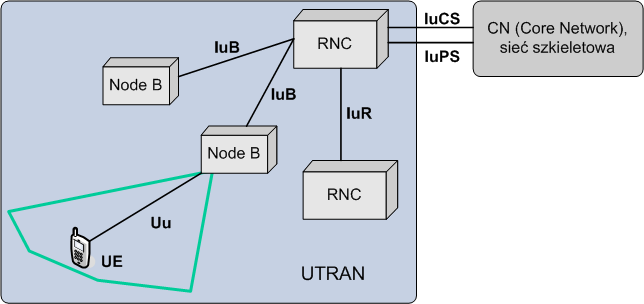 IuCS
CN (Core Network),
sieć szkieletowa
RNC
IuB
IuPS
Node B
IuB
IuR
Node B
RNC
Uu
UE
UTRAN